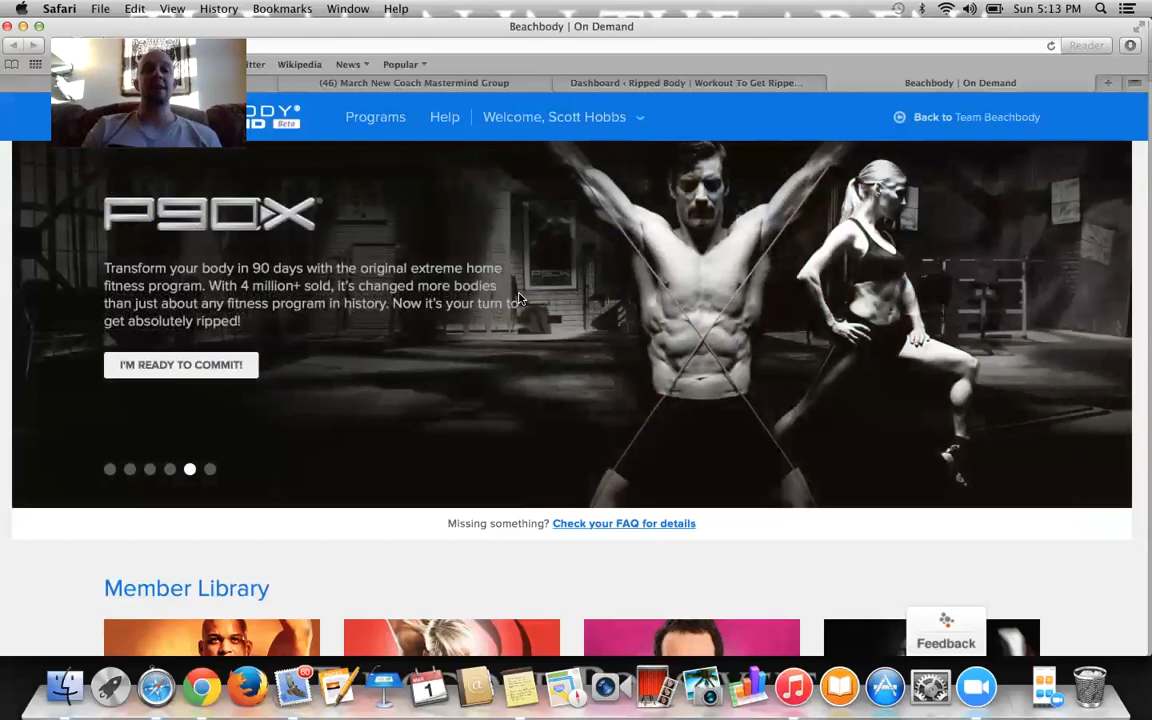 Safari File Edit View History Bookmarks Window Help Sun 5:13 PM
Beachbody | On Demand
Reader
itter Wikipedia News Popular
(46) March New Coach Mastermind Group Dashboard ‹ Ripped Body | Workout To Get Rippe... Beachbody | On Demand
ODY®
Beta
Programs Help Welcome, Scott Hobbs Back to Team Beachbody
P90X
Transform your body in 90 days with the original extreme home
fitness program. With 4 million+ sold, it's changed more bodies
than just about any fitness program in history. Now it's your turn to
get absolutely ripped!
I'M READY TO COMMIT!
Missing something? Check your FAQ for details
Member Library
Feedback
60
1